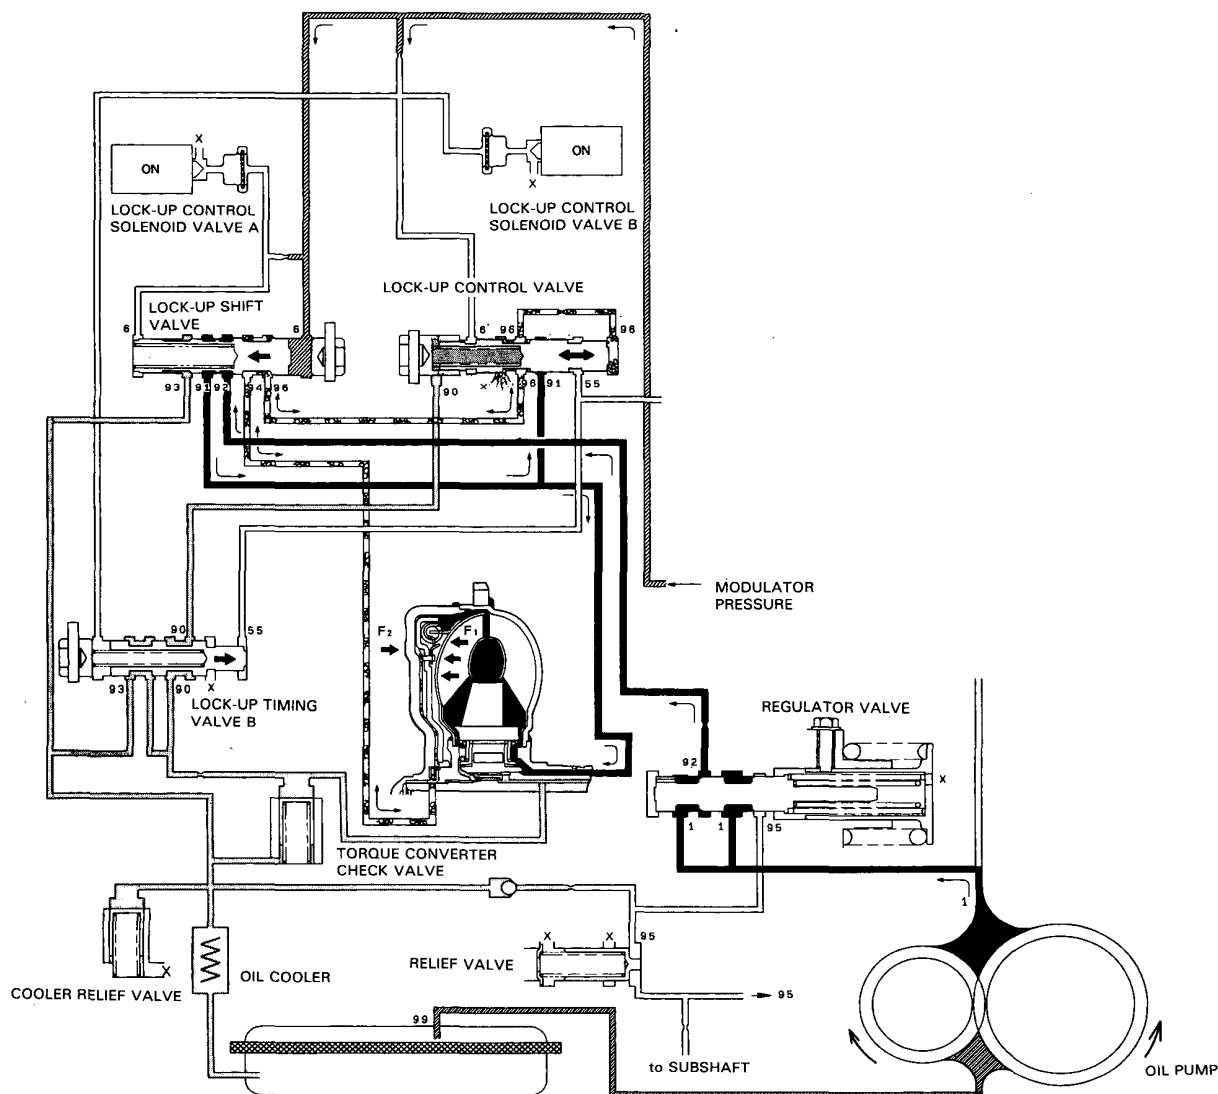 X
ON
LOCK-UP CONTROL
SOLENOID VALVE A
ON
X
LOCK-UP CONTROL
SOLENOID VALVE B
LOCK-UP CONTROL VALVE
LOCK-UP SHIFT
VALVE
6
6
6'
96
96
93
91
92
94
96
90
X
96
91
55
MODULATOR
PRESSURE
F2
F1
90
55
93
90
X
LOCK-UP TIMING
VALVE B
REGULATOR VALVE
92
X
1
1
95
TORQUE CONVERTER
CHECK VALVE
1
X
X
95
RELIEF VALVE
X
OIL COOLER
COOLER RELIEF VALVE
95
99
to SUBSHAFT
OIL PUMP